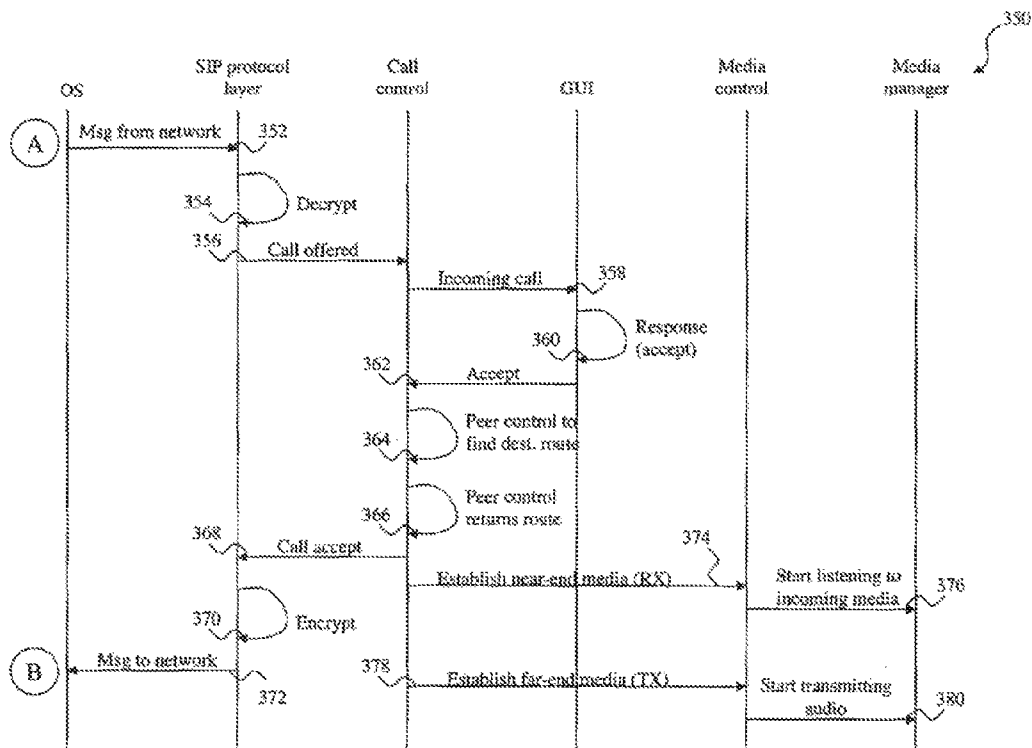 350
SIP protocol layer
Call control
Media control
Media manager
OS
GUI
A
Msg from network
352
354
Decrypt
356
Call offered
Incoming call
358
360
Response (accept)
362
Accept
364
Peer control to find dest. route
366
Peer control returns route
368
Call accept
374
Establish near-end media (RX)
Start listening to incoming media
376
370
Encrypt
B
Msg to network
372
378
Establish far-end media (TX)
Start transmitting audio
380